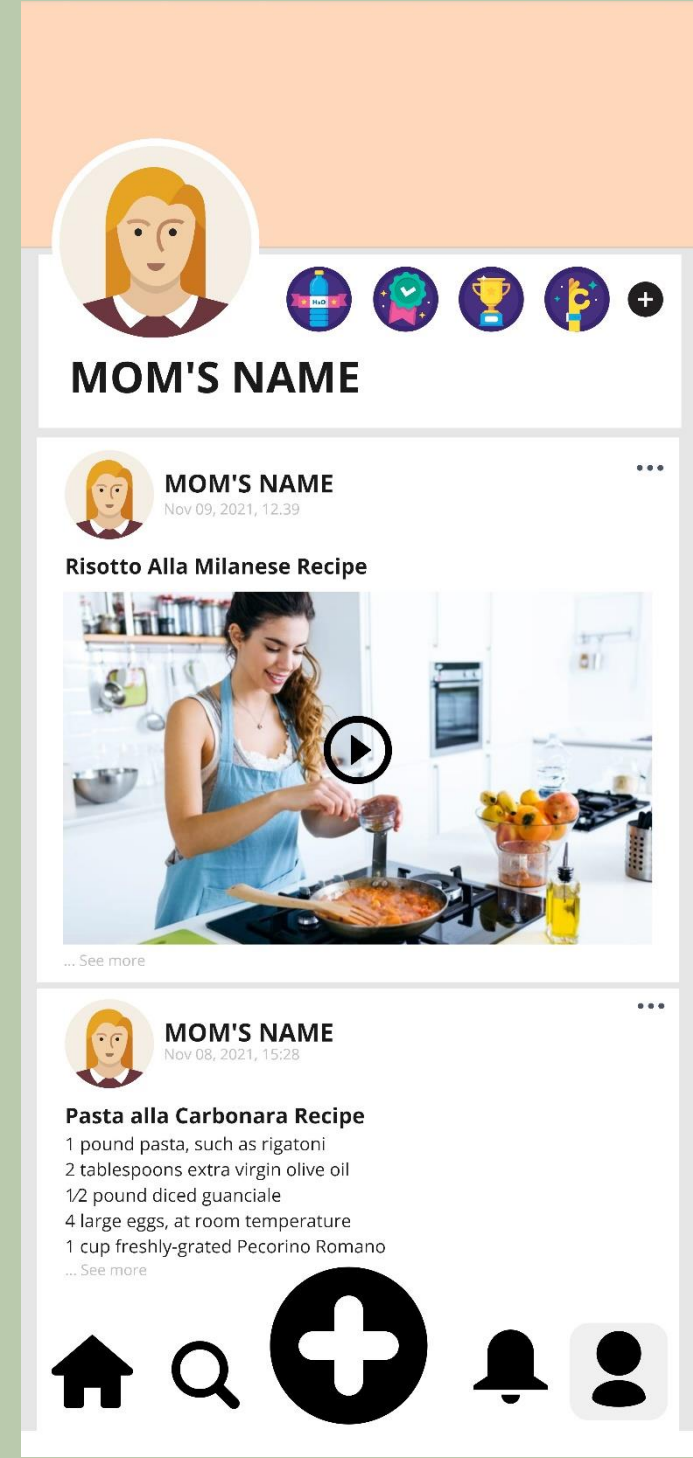 H2O
MOM'S NAME
MOM'S NAME
Nov 09, 2021, 12.39
Risotto Alla Milanese Recipe
... See more
MOM'S NAME
Nov 08, 2021, 15:28
Pasta alla Carbonara Recipe
1 pound pasta, such as rigatoni
2 tablespoons extra virgin olive oil
1⁄2 pound diced guanciale
4 large eggs, at room temperature
1 cup freshly-grated Pecorino Romano
... See more